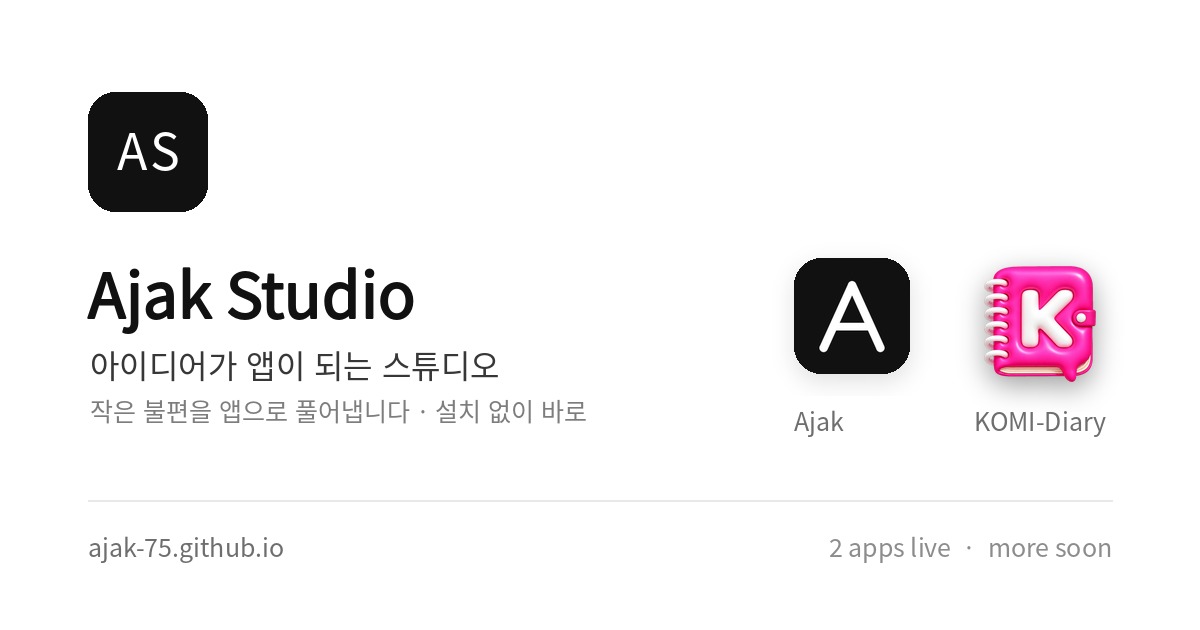 AS
Ajak Studio
아이디어가 앱이 되는 스튜디오
작은 불편을 앱으로 풀어냅니다 · 설치 없이 바로
A
K
Ajak
KOMI-Diary
ajak-75.github.io
2 apps live · more soon